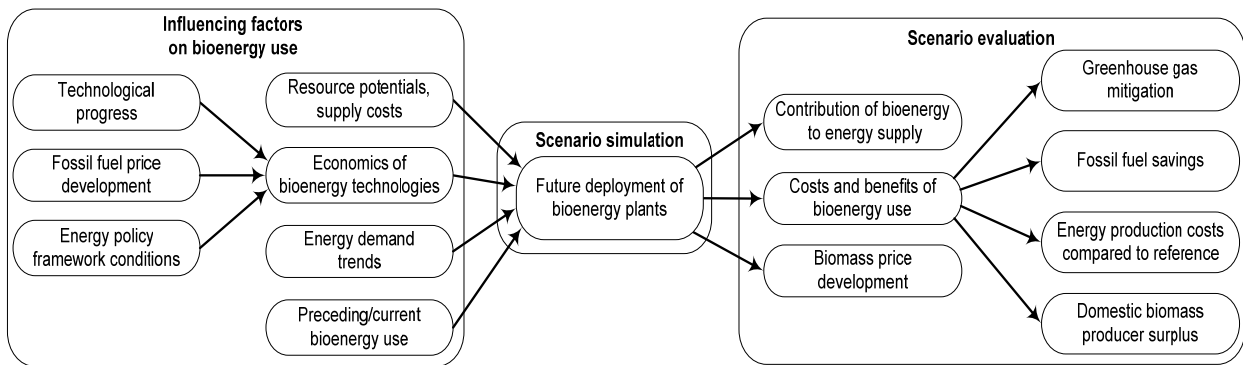 Influencing factors
on bioenergy use
Technological
progress
Fossil fuel price
development
Energy policy
framework conditions
Resource potentials,
supply costs
Economics of
bioenergy technologies
Energy demand
trends
Preceding/current
bioenergy use
Scenario simulation
Future deployment of
bioenergy plants
Scenario evaluation
Contribution of bioenergy
to energy supply
Costs and benefits of
bioenergy use
Biomass price
development
Greenhouse gas
mitigation
Fossil fuel savings
Energy production costs
compared to reference
Domestic biomass
producer surplus